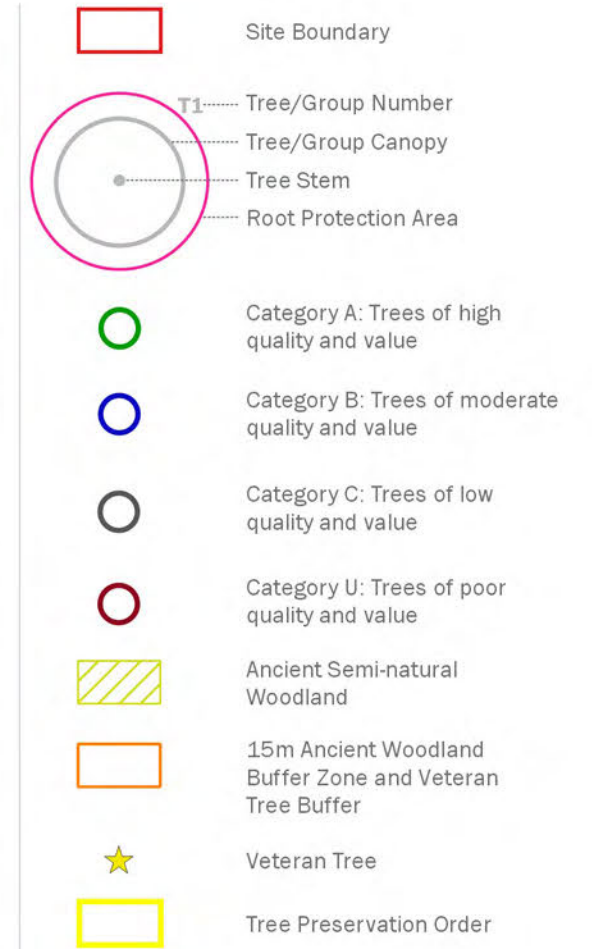 Site Boundary
T1
Tree/Group Number
Tree/Group Canopy
Tree Stem
Root Protection Area
Category A: Trees of high
quality and value
Category B: Trees of moderate
quality and value
Category C: Trees of low
quality and value
Category U: Trees of poor
quality and value
Ancient Semi-natural
Woodland
15m Ancient Woodland
Buffer Zone and Veteran
Tree Buffer
Veteran Tree
Tree Preservation Order